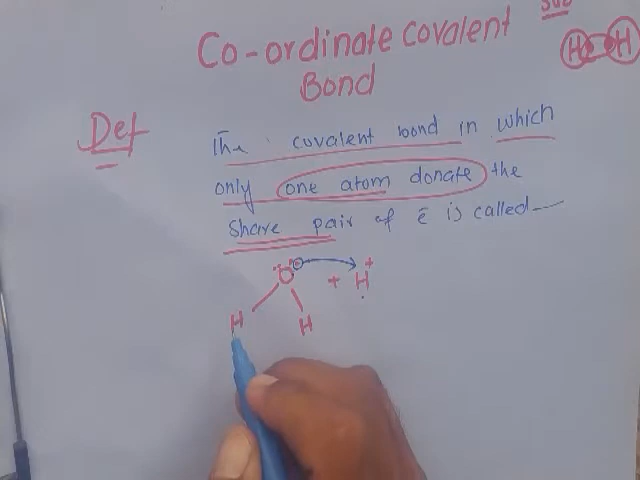 Co-ordinate Covalent
Bond
H H
Def
The covalent bond in which
only one atom donate the
share pair of ē is called
O + H+
H H